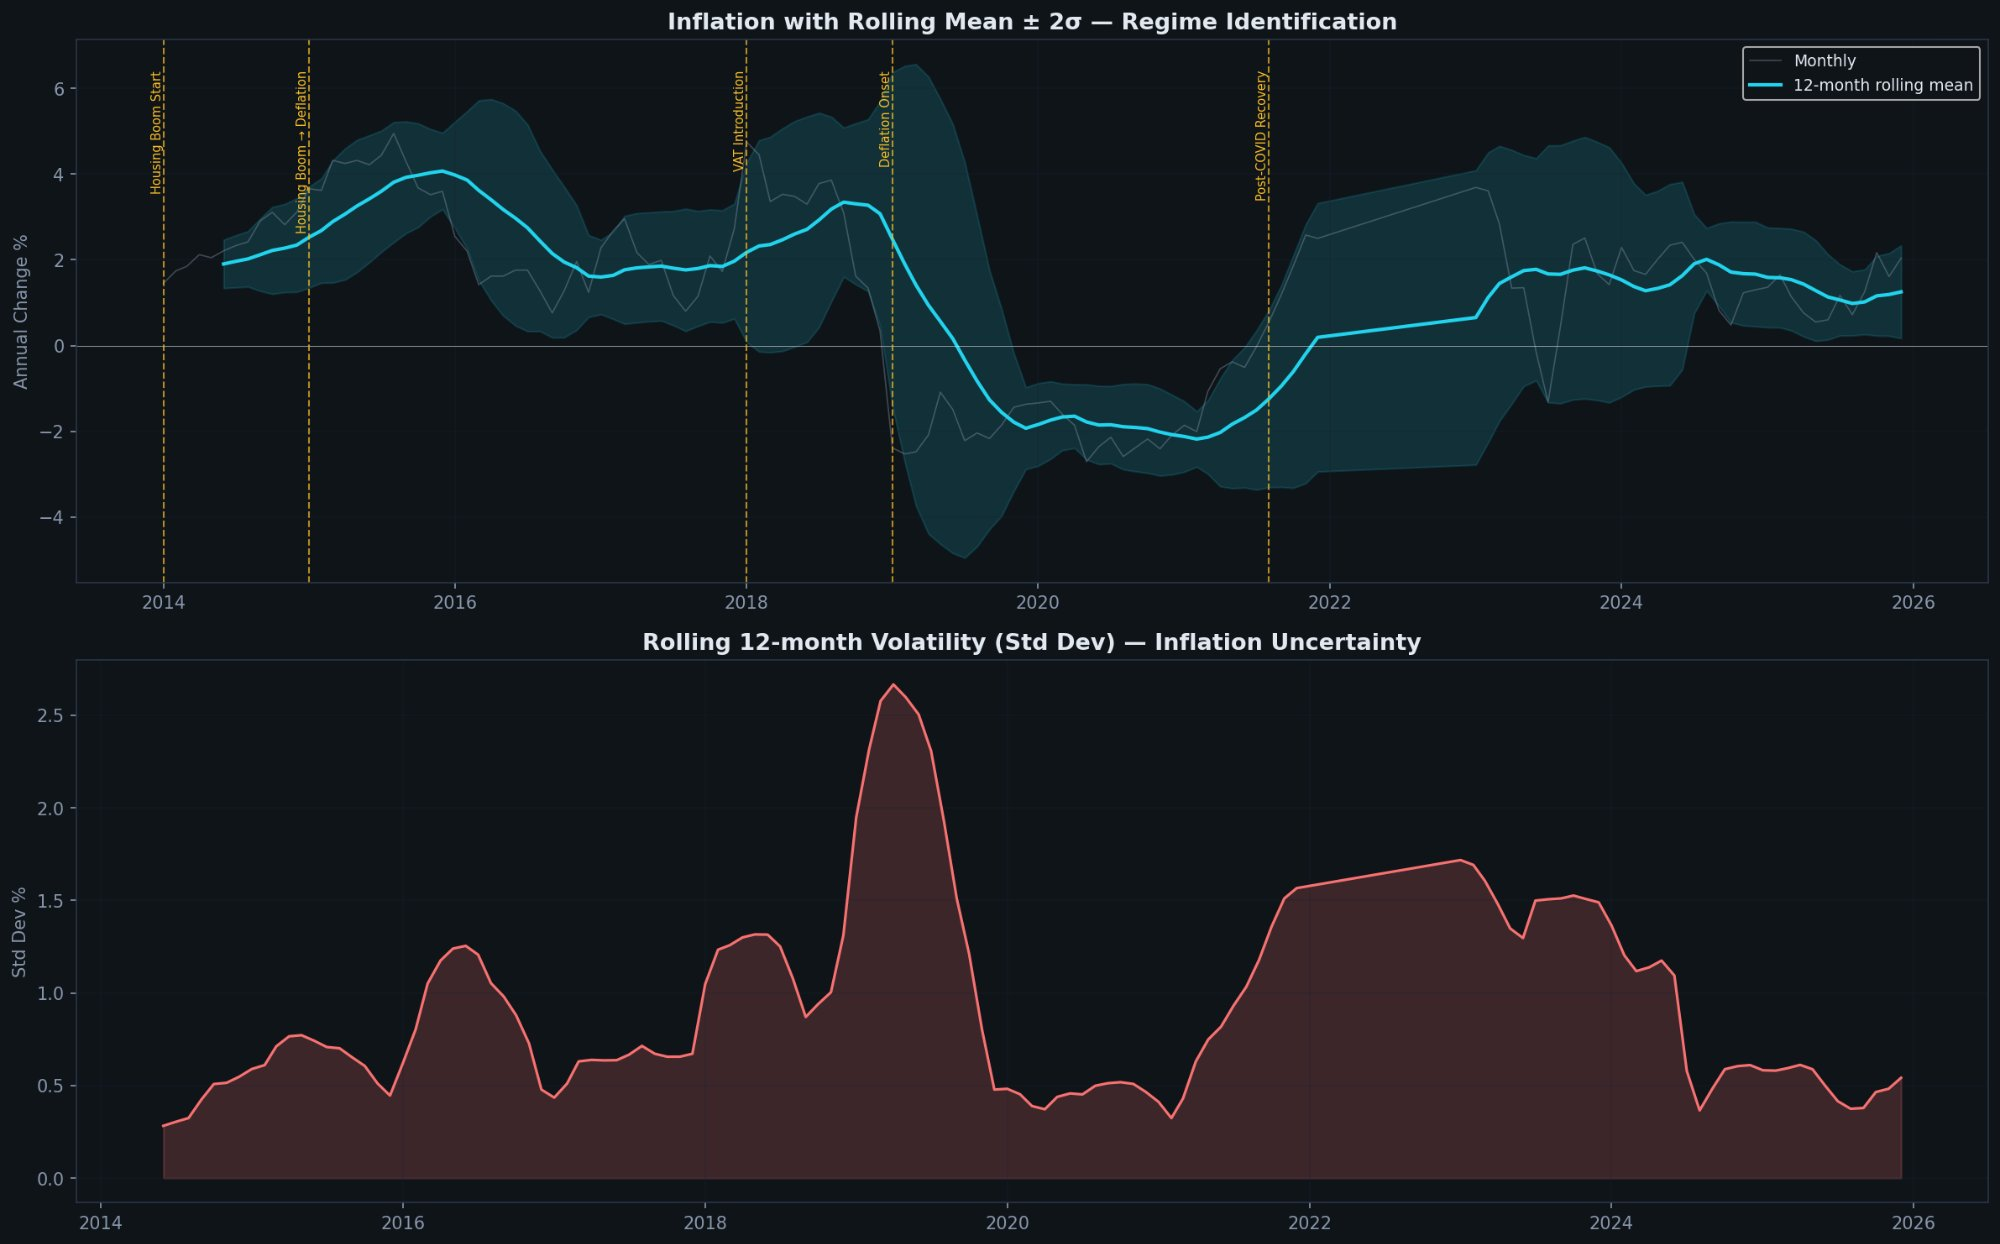 Inflation with Rolling Mean ± 2σ — Regime Identification
Annual Change %
6
4
2
0
−2
−4
Housing Boom Start
Housing Boom → Deflation
VAT Introduction
Deflation Onset
Post-COVID Recovery
Monthly
12-month rolling mean
2014
2016
2018
2020
2022
2024
2026
Rolling 12-month Volatility (Std Dev) — Inflation Uncertainty
Std Dev %
2.5
2.0
1.5
1.0
0.5
0.0
2014
2016
2018
2020
2022
2024
2026